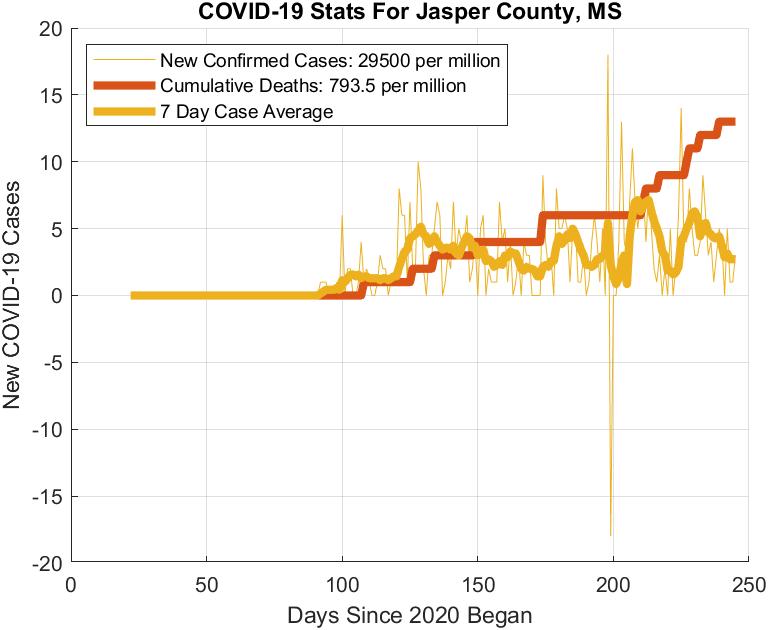 COVID-19 Stats For Jasper County, MS
New Confirmed Cases: 29500 per million
Cumulative Deaths: 793.5 per million
7 Day Case Average
New COVID-19 Cases
20
15
10
5
0
-5
-10
-15
-20
0 50 100 150 200 250
Days Since 2020 Began